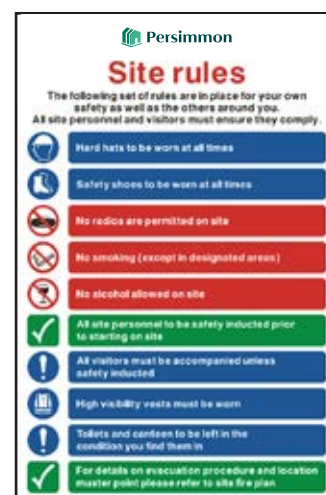 Persimmon
Site rules
The following set of rules are in place for your own
safety as well as the others around you.
All site personnel and visitors must ensure they comply.
Hard hats to be worn at all times
Safety shoes to be worn at all times
No radios are permitted on site
No smoking (except in designated areas)
No alcohol allowed on site
All site personnel to be safety inducted prior
to starting on site
All visitors must be accompanied unless
safety inducted
High visibility vests must be worn
Toilets and canteen to be left in the
condition you find them in
For details on evacuation procedure and location
muster point please refer to site fire plan